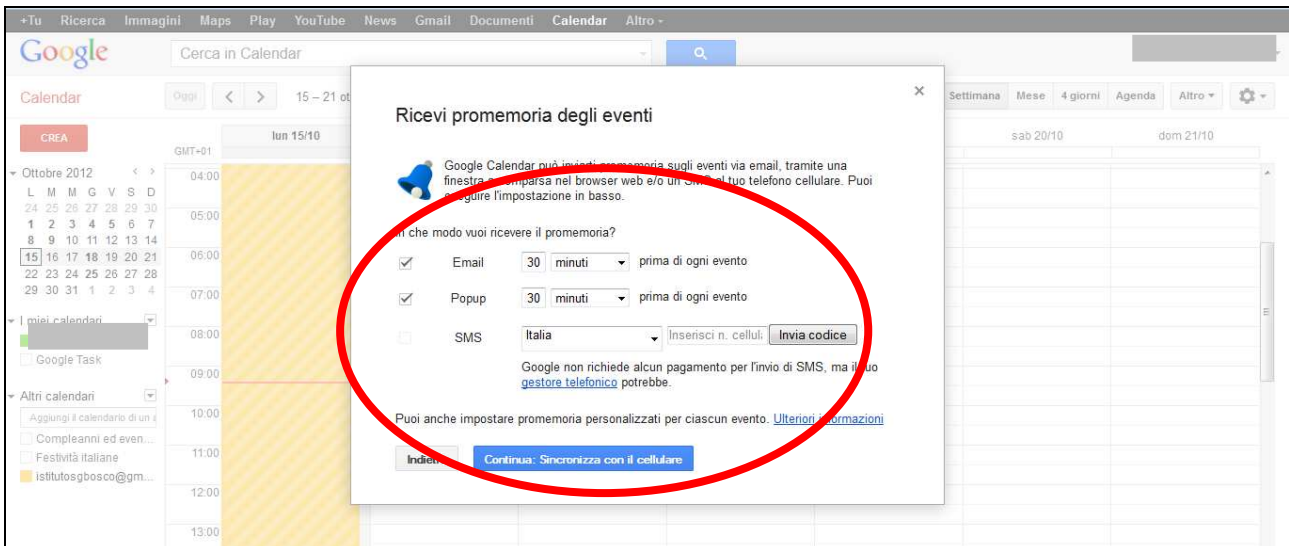 +Tu Ricerca Immagini Maps Play YouTube News Gmail Documenti Calendar Altro
Google
Cerca in Calendar
Calendar
Oggi
15 – 21 ot
Settimana Mese 4 giorni Agenda Altro
CREA
GMT+01
lun 15/10
sab 20/10
dom 21/10
Ottobre 2012
L M M G V S D
24 25 26 27 28 29 30
1 2 3 4 5 6 7
8 9 10 11 12 13 14
15 16 17 18 19 20 21
22 23 24 25 26 27 28
29 30 31 1 2 3 4
I miei calendari
Google Task
Altri calendari
Aggiungi il calendario di un a
Compleanni ed even...
Festività italiane
istitutosgbosco@gm...
04:00
05:00
06:00
07:00
08:00
09:00
10:00
11:00
12:00
13:00
Ricevi promemoria degli eventi
Google Calendar può inviarti promemoria sugli eventi via email, tramite una
finestra a comparsa nel browser web e/o un SMS al tuo telefono cellulare. Puoi
eseguire l'impostazione in basso.
In che modo vuoi ricevere il promemoria?
Email 30 minuti prima di ogni evento
Popup 30 minuti prima di ogni evento
SMS Italia Inserisci n. cellul Invia codice
Google non richiede alcun pagamento per l'invio di SMS, ma il tuo
gestore telefonico potrebbe.
Puoi anche impostare promemoria personalizzati per ciascun evento. Ulteriori informazioni
Indietro
Continua: Sincronizza con il cellulare